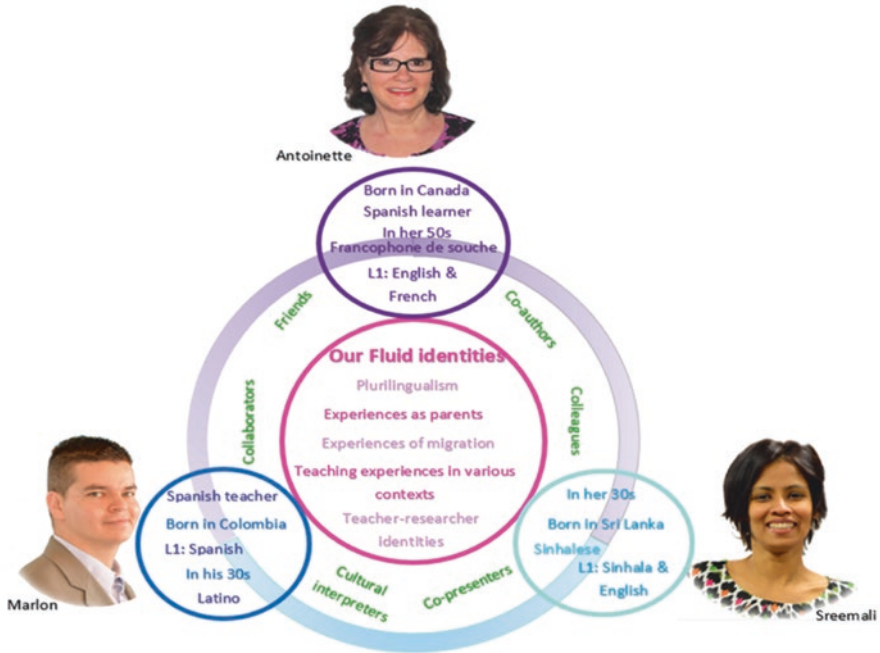 Antoinette
Born in Canada
Spanish learner
In her 50s
Francophone de souche
L1: English &
French
Friends
Co-authors
Collaborators
Colleagues
Our Fluid identities
Plurilingualism
Experiences as parents
Experiences of migration
Teaching experiences in various
contexts
Teacher-researcher
identities
Spanish teacher
Born in Colombia
L1: Spanish
In his 30s
Latino
Marlon
Cultural
interpreters
Co-presenters
In her 30s
Born in Sri Lanka
Sinhalese
L1: Sinhala &
English
Sreemali